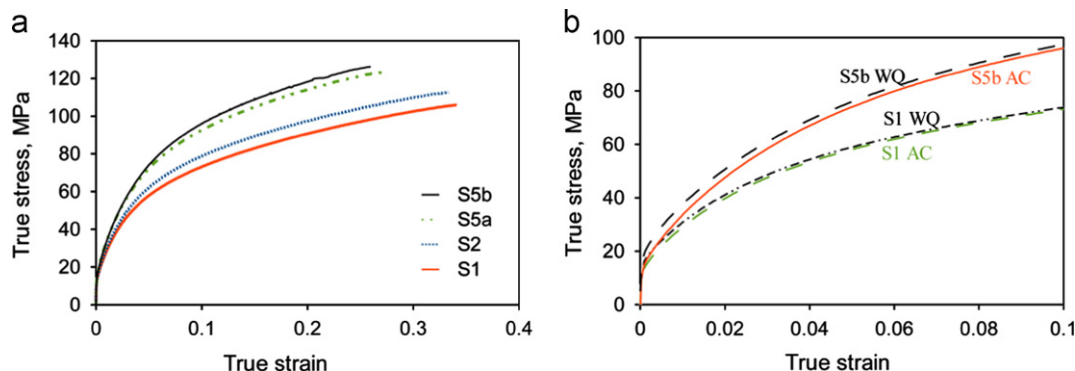 a
140
120
100
80
60
40
20
0
True stress, MPa
S5b
S5a
S2
S1
0
0.1
0.2
0.3
0.4
True strain
b
100
80
60
40
20
0
True stress, MPa
S5b WQ
S5b AC
S1 WQ
S1 AC
0
0.02
0.04
0.06
0.08
0.1
True strain